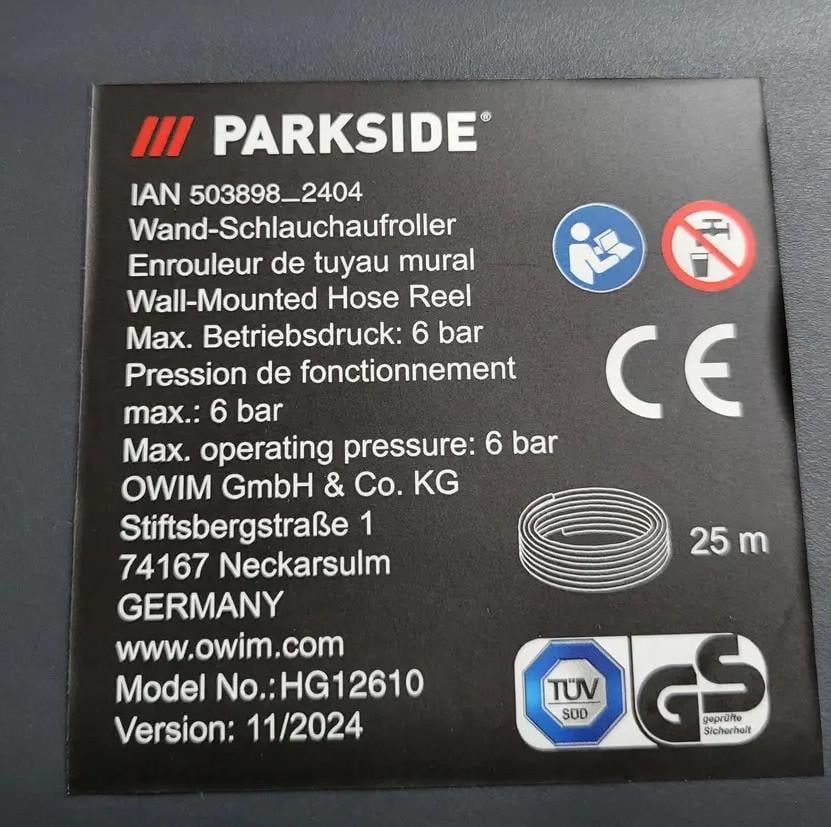 PARKSIDE®
IAN 503898_2404
Wand-Schlauchaufroller
Enrouleur de tuyau mural
Wall-Mounted Hose Reel
Max. Betriebsdruck: 6 bar
Pression de fonctionnement
max.: 6 bar
Max. operating pressure: 6 bar
OWIM GmbH & Co. KG
Stiftsbergstraße 1
74167 Neckarsulm
GERMANY
www.owim.com
Model No.:HG12610
Version: 11/2024
CE
25 m
TÜV
SÜD
GS
geprüfte
Sicherheit